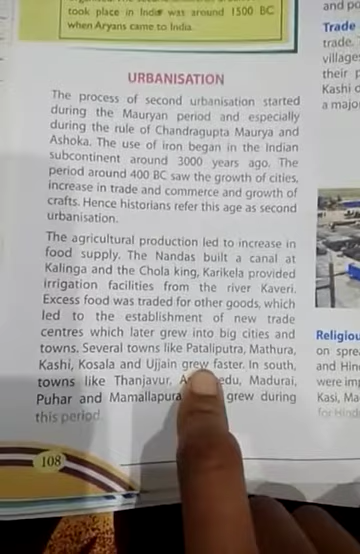 took place in India was around 1500 BC
when Aryans came to India.
URBANISATION
The process of second urbanisation started
during the Mauryan period and especially
during the rule of Chandragupta Maurya and
Ashoka. The use of iron began in the Indian
subcontinent around 3000 years ago. The
period around 400 BC saw the growth of cities,
increase in trade and commerce and growth of
crafts. Hence historians refer this age as second
urbanisation.
The agricultural production led to increase in
food supply. The Nandas built a canal at
Kalinga and the Chola king, Karikela provided
irrigation facilities from the river Kaveri.
Excess food was traded for other goods, which
led to the establishment of new trade
centres which later grew into big cities and
towns. Several towns like Pataliputra, Mathura,
Kashi, Kosala and Ujjain grew faster. In south,
towns like Thanjavur, Madurai,
Puhar and Mamallapura grew during
this period.
108
and po
Trade
trade.
village
their p
Kashi o
a major
Religiou
on spre
and Hin
were im
Kasi, Ma
for Hind